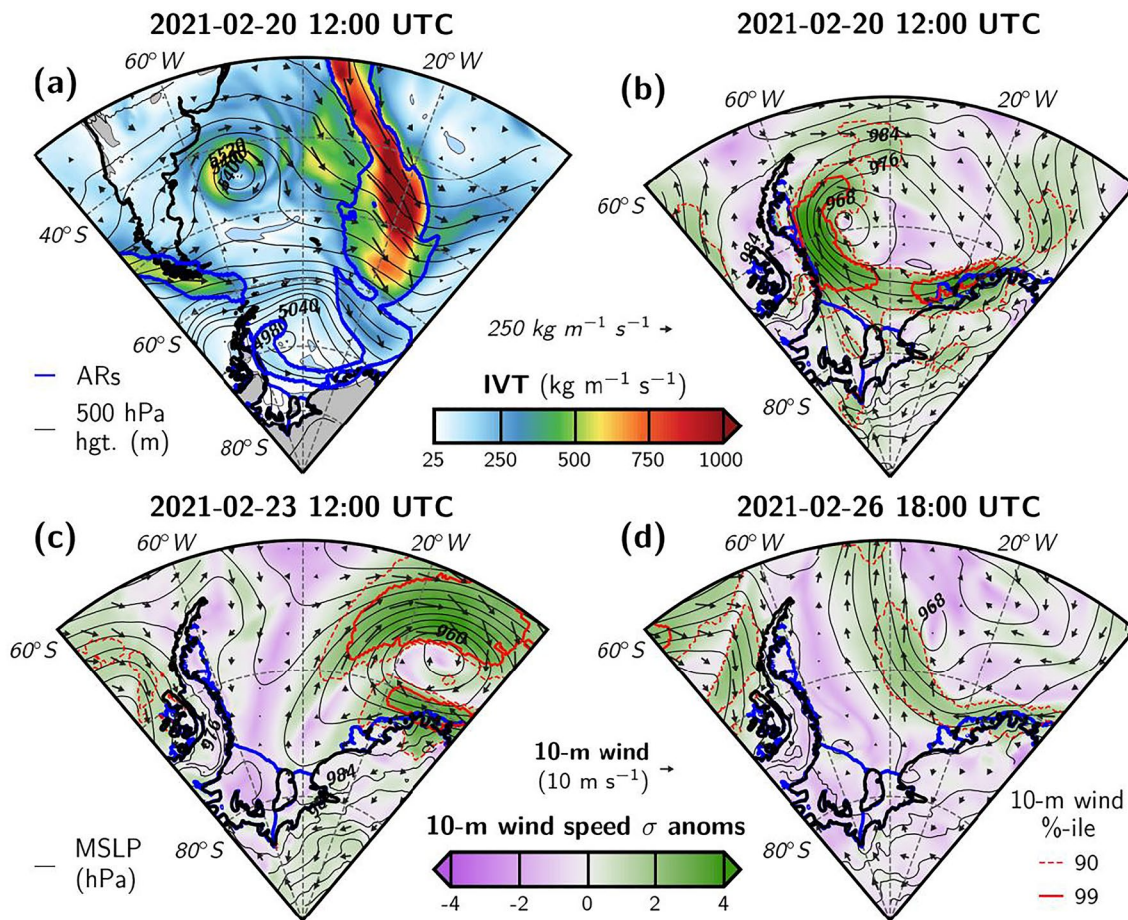 2021-02-20 12:00 UTC
2021-02-20 12:00 UTC
(a)
60°W
20°W
40°S
60°S
80°S
5040
4980
ARs
500 hPa
hgt. (m)
250 kg m⁻¹ s⁻¹
IVT (kg m⁻¹ s⁻¹)
25 250 500 750 1000
(b)
60°W
20°W
60°S
80°S
984
976
968
984
2021-02-23 12:00 UTC
2021-02-26 18:00 UTC
(c)
60°W
20°W
60°S
80°S
960
976
984
MSLP
(hPa)
10-m wind
(10 m s⁻¹)
10-m wind speed σ anoms
-4 -2 0 2 4
(d)
60°W
20°W
60°S
80°S
968
10-m wind
%-ile
90
99